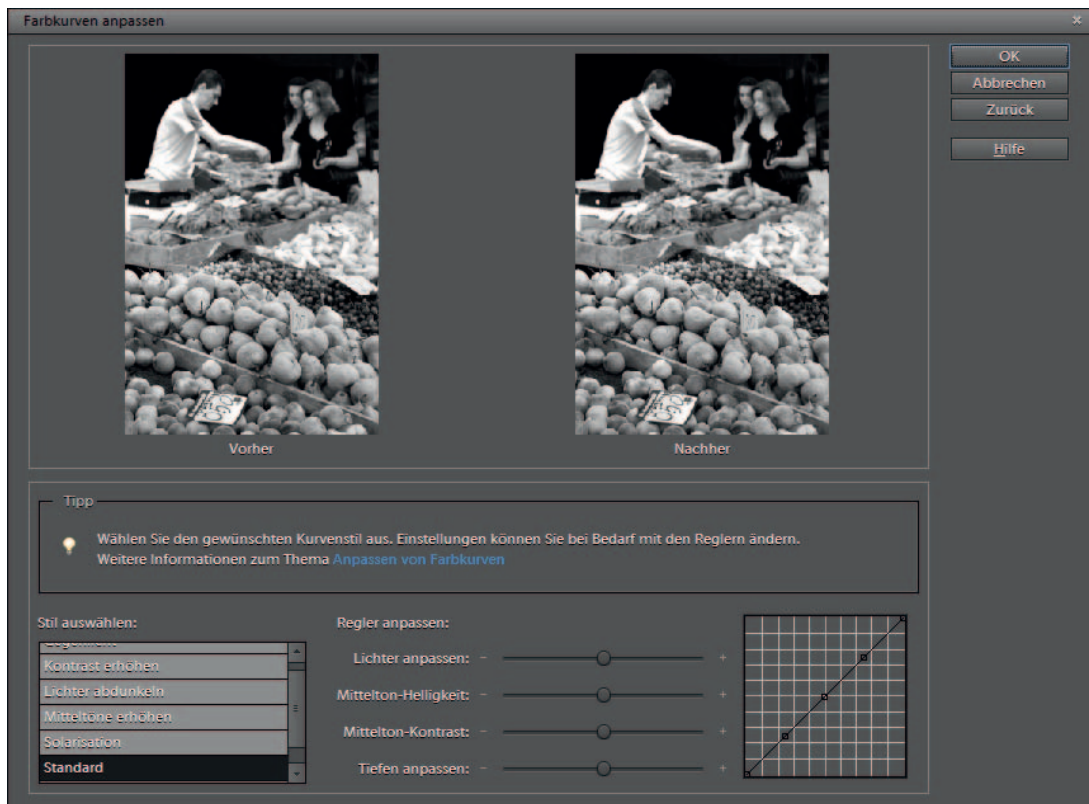 Farbkurven anpassen
OK
Abbrechen
Zurück
Hilfe
Vorher
Nachher
Tipp
Wählen Sie den gewünschten Kurvenstil aus. Einstellungen können Sie bei Bedarf mit den Reglern ändern.
Weitere Informationen zum Thema Anpassen von Farbkurven
Stil auswählen:
Kontrast erhöhen
Lichter abdunkeln
Mitteltöne erhöhen
Solarisation
Standard
Regler anpassen:
Lichter anpassen: - +
Mittelton-Helligkeit: - +
Mittelton-Kontrast: - +
Tiefen anpassen: - +